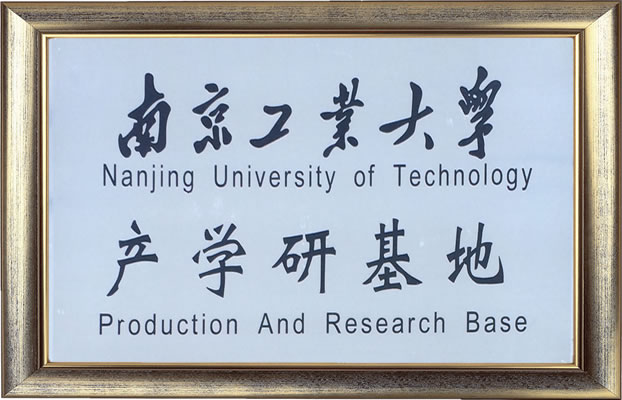 南京工業大學
Nanjing University of Technology
产学研基地
Production And Research Base